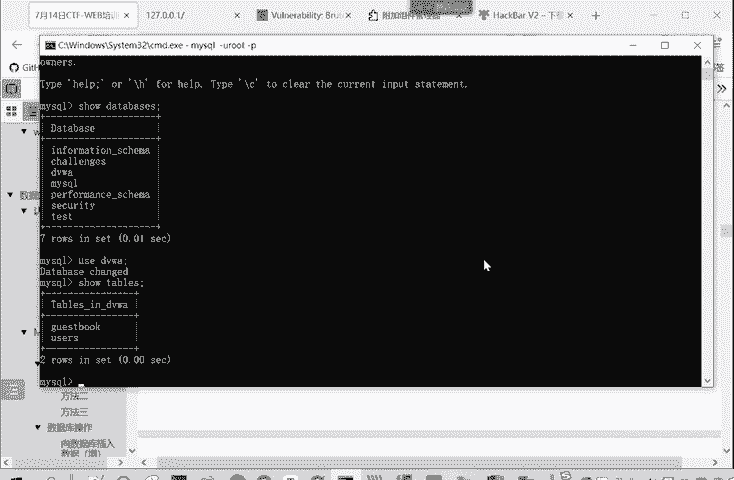 7月14日CTF-WEB培训
127.0.0.1/
Vulnerability: Bru
附加组件管理器
HackBar V2 – 下载
C:\Windows\System32\cmd.exe - mysql -uroot -p
owners.
Type 'help;' or '\h' for help. Type '\c' to clear the current input statement.
mysql> show databases;
Database
information_schema
challenges
dvwa
mysql
performance_schema
security
test
7 rows in set (0.01 sec)
mysql> use dvwa;
Database changed
mysql> show tables;
Tables_in_dvwa
guestbook
users
2 rows in set (0.00 sec)
mysql>
方法二
方法三
数据库操作
向数据库插入
数据（增）